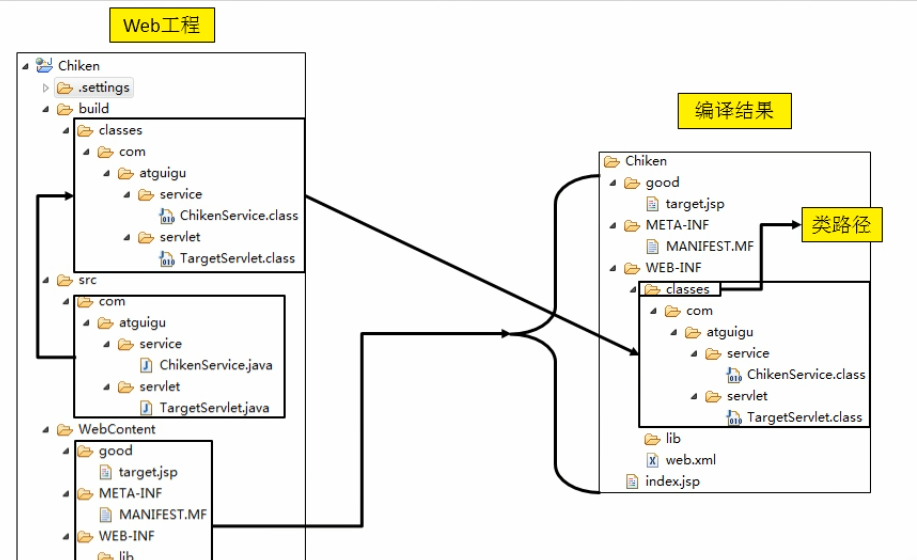 Web工程
Chiken
.settings
build
classes
com
atguigu
service
ChikenService.class
servlet
TargetServlet.class
src
com
atguigu
service
ChikenService.java
servlet
TargetServlet.java
WebContent
good
target.jsp
META-INF
MANIFEST.MF
WEB-INF
lib
编译结果
Chiken
good
target.jsp
META-INF
MANIFEST.MF
WEB-INF
classes
类路径
com
atguigu
service
ChikenService.class
servlet
TargetServlet.class
lib
web.xml
index.jsp